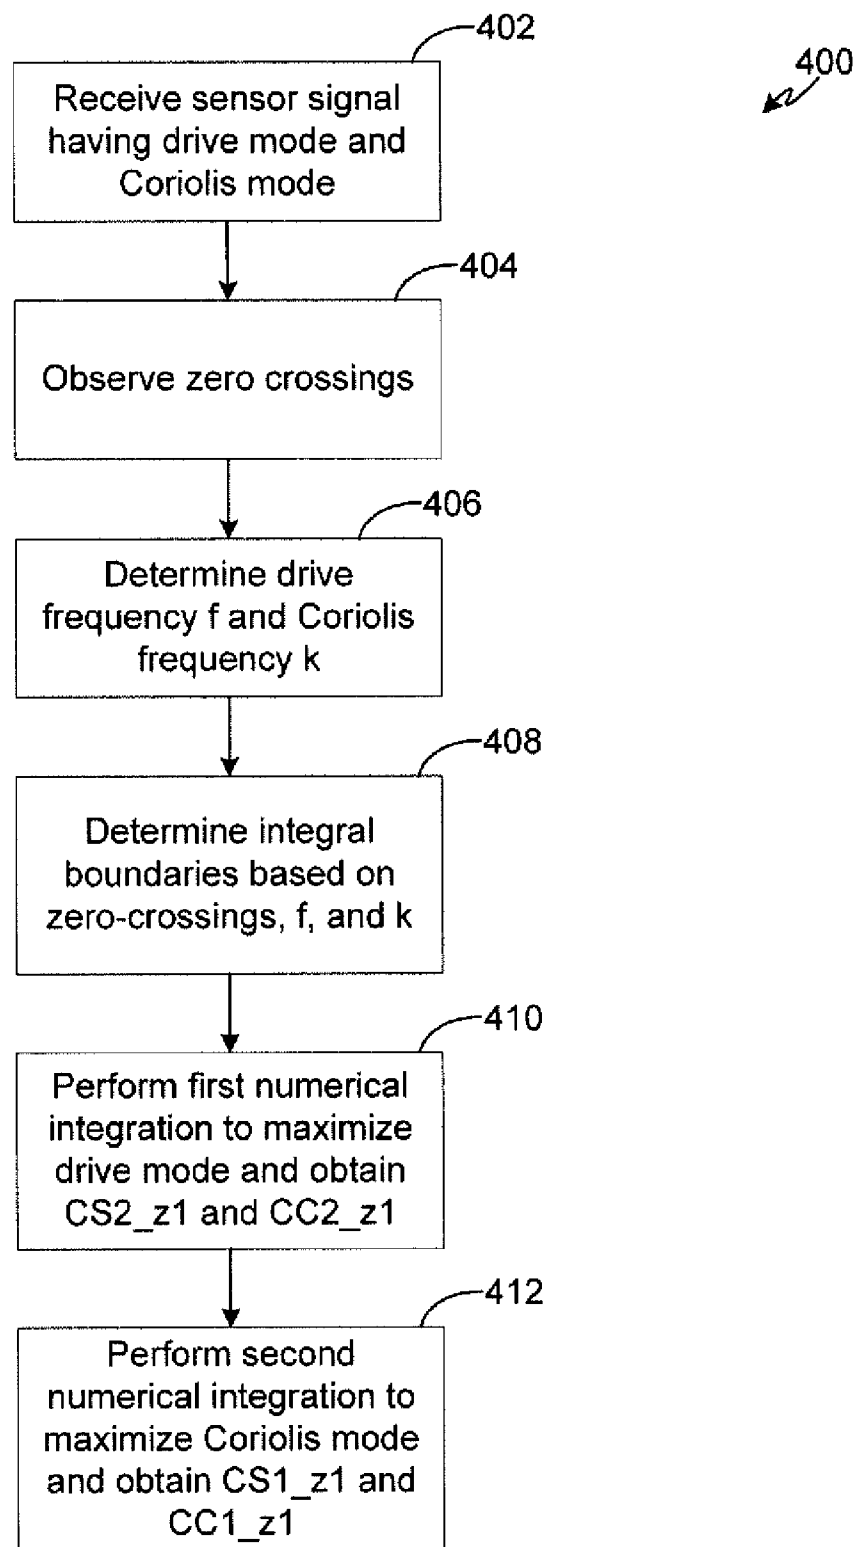 402
400
Receive sensor signal
having drive mode and
Coriolis mode
404
Observe zero crossings
406
Determine drive
frequency f and Coriolis
frequency k
408
Determine integral
boundaries based on
zero-crossings, f, and k
410
Perform first numerical
integration to maximize
drive mode and obtain
CS2_z1 and CC2_z1
412
Perform second
numerical integration to
maximize Coriolis mode
and obtain CS1_z1 and
CC1_z1